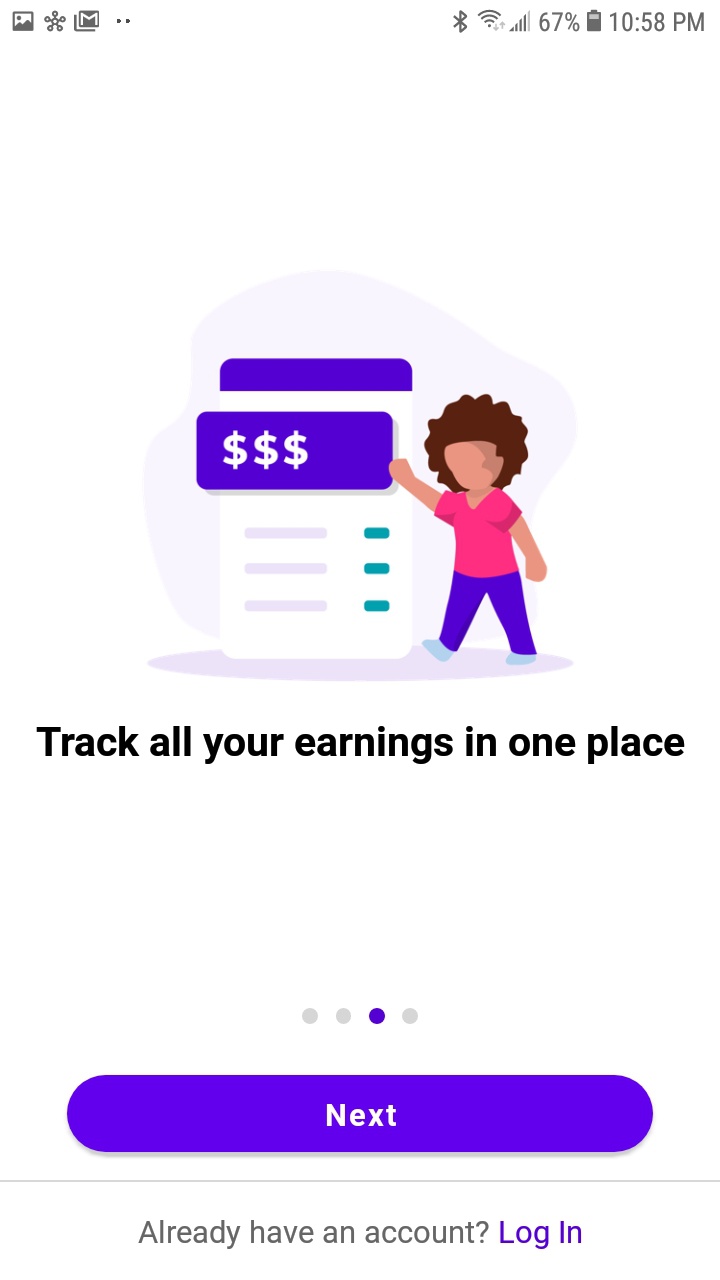 67% 10:58 PM
$$$
Track all your earnings in one place
Next
Already have an account? Log In